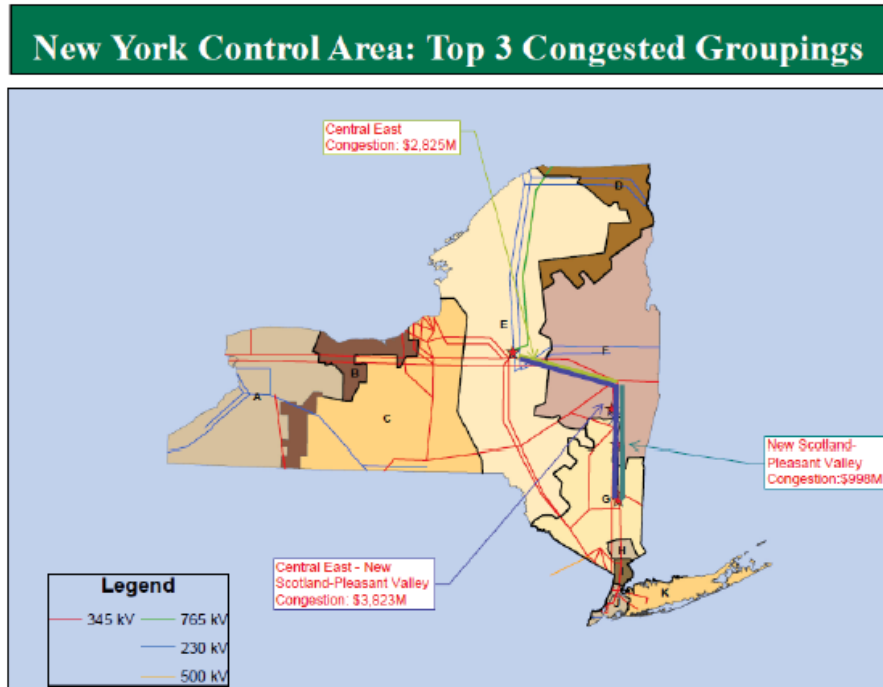 New York Control Area: Top 3 Congested Groupings
Central East
Congestion: $2,825M
D
E
F
B
A
C
New Scotland-
Pleasant Valley
Congestion:$998M
G
H
K
Central East - New
Scotland-Pleasant Valley
Congestion: $3,823M
Legend
345 kV
765 kV
230 kV
500 kV